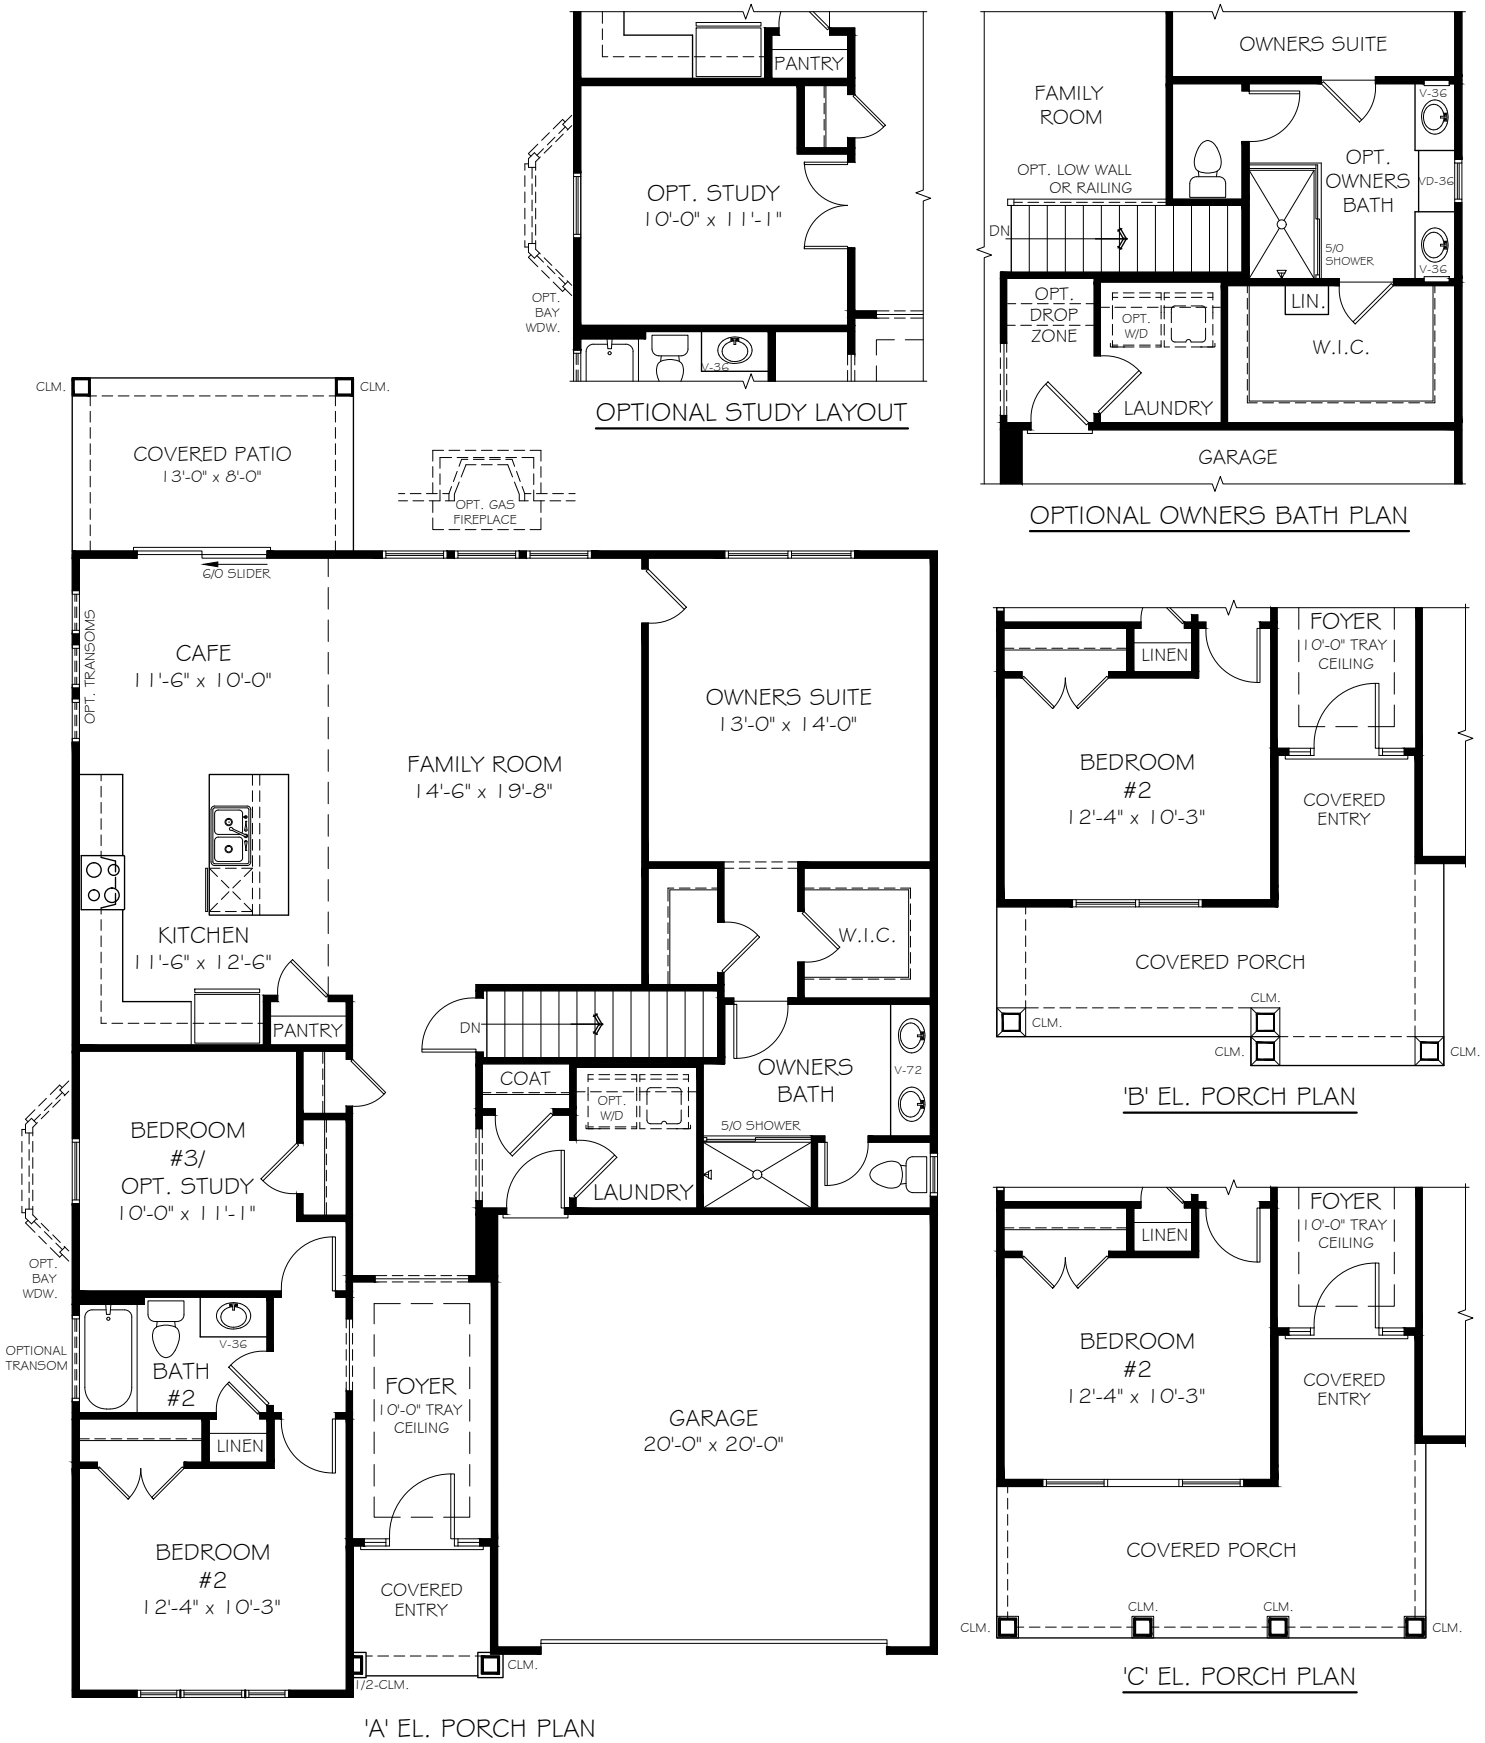 PANTRY
OPT. STUDY
10'-0" x 11'-1"
OPT.
BAY
WDW.
V-36
OPTIONAL STUDY LAYOUT
OWNERS SUITE
FAMILY
ROOM
V-36
OPT.
OWNERS
BATH
VD-36
OPT. LOW WALL
OR RAILING
DN
5/0
SHOWER
V-36
OPT.
DROP
ZONE
OPT.
W/D
LIN.
W.I.C.
LAUNDRY
GARAGE
OPTIONAL OWNERS BATH PLAN
CLM.
CLM.
COVERED PATIO
13'-0" x 8'-0"
OPT. GAS
FIREPLACE
6/0 SLIDER
OPT. TRANSOMS
CAFE
11'-6" x 10'-0"
OWNERS SUITE
13'-0" x 14'-0"
FAMILY ROOM
14'-6" x 19'-8"
KITCHEN
11'-6" x 12'-6"
W.I.C.
PANTRY
DN
OWNERS
BATH
V-72
COAT
OPT.
W/D
5/0 SHOWER
LAUNDRY
BEDROOM
#3/
OPT. STUDY
10'-0" x 11'-1"
OPT.
BAY
WDW.
OPTIONAL
TRANSOM
V-36
BATH
#2
LINEN
FOYER
10'-0" TRAY
CEILING
GARAGE
20'-0" x 20'-0"
BEDROOM
#2
12'-4" x 10'-3"
COVERED
ENTRY
CLM.
1/2-CLM.
'A' EL. PORCH PLAN
FOYER
10'-0" TRAY
CEILING
LINEN
BEDROOM
#2
12'-4" x 10'-3"
COVERED
ENTRY
COVERED PORCH
CLM.
CLM.
CLM.
CLM.
'B' EL. PORCH PLAN
FOYER
10'-0" TRAY
CEILING
LINEN
BEDROOM
#2
12'-4" x 10'-3"
COVERED
ENTRY
COVERED PORCH
CLM.
CLM.
CLM.
CLM.
'C' EL. PORCH PLAN